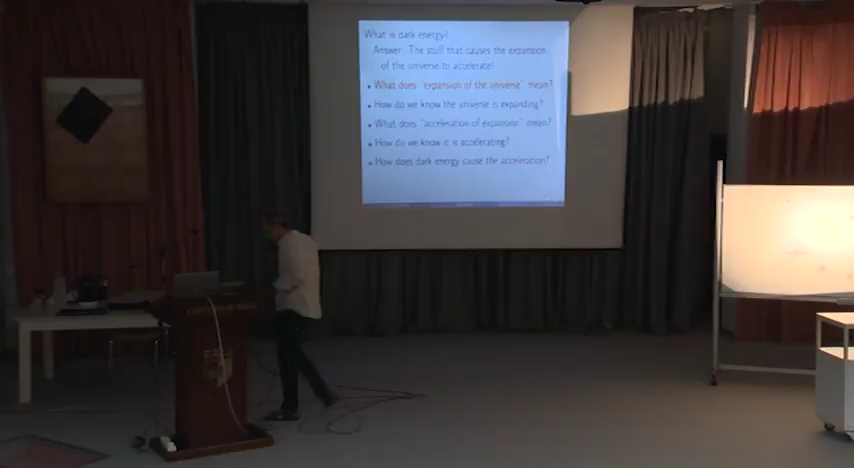 What is dark energy?
Answer: The stuff that causes the expansion
of the universe to accelerate!
• What does "expansion of the universe" mean?
• How do we know the universe is expanding?
• What does "acceleration of expansion" mean?
• How do we know it is accelerating?
• How does dark energy cause the acceleration?